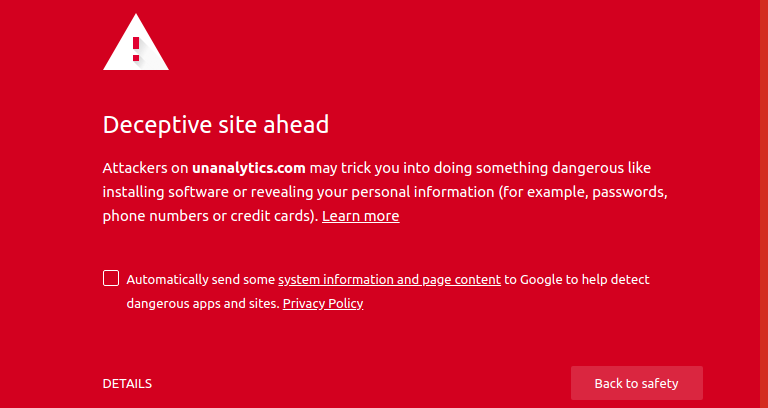 Deceptive site ahead
Attackers on unanalytics.com may trick you into doing something dangerous like
installing software or revealing your personal information (for example, passwords,
phone numbers or credit cards). Learn more
Automatically send some system information and page content to Google to help detect
dangerous apps and sites. Privacy Policy
DETAILS
Back to safety